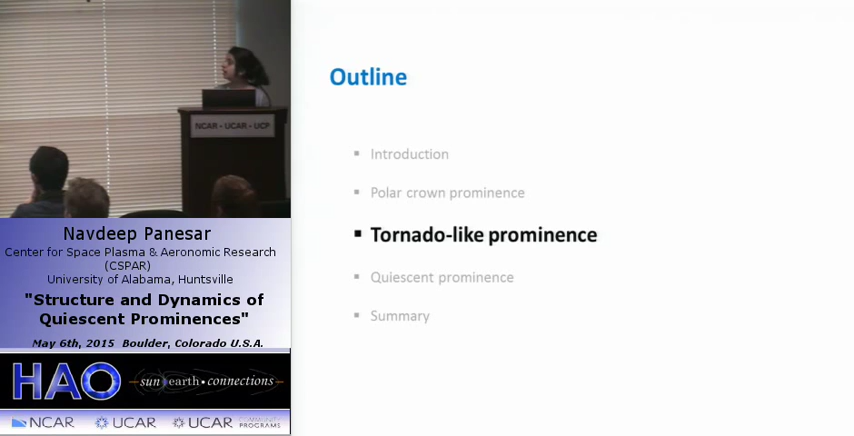 Outline
▪ Introduction
▪ Polar crown prominence
▪ Tornado-like prominence
▪ Quiescent prominence
▪ Summary
NCAR - UCAR - UCP
Navdeep Panesar
Center for Space Plasma & Aeronomic Research
(CSPAR)
University of Alabama, Huntsville
"Structure and Dynamics of
Quiescent Prominences"
May 6th, 2015 Boulder, Colorado U.S.A.
HAO
sun earth • connections
NCAR UCAR UCAR COMMUNITY
PROGRAMS